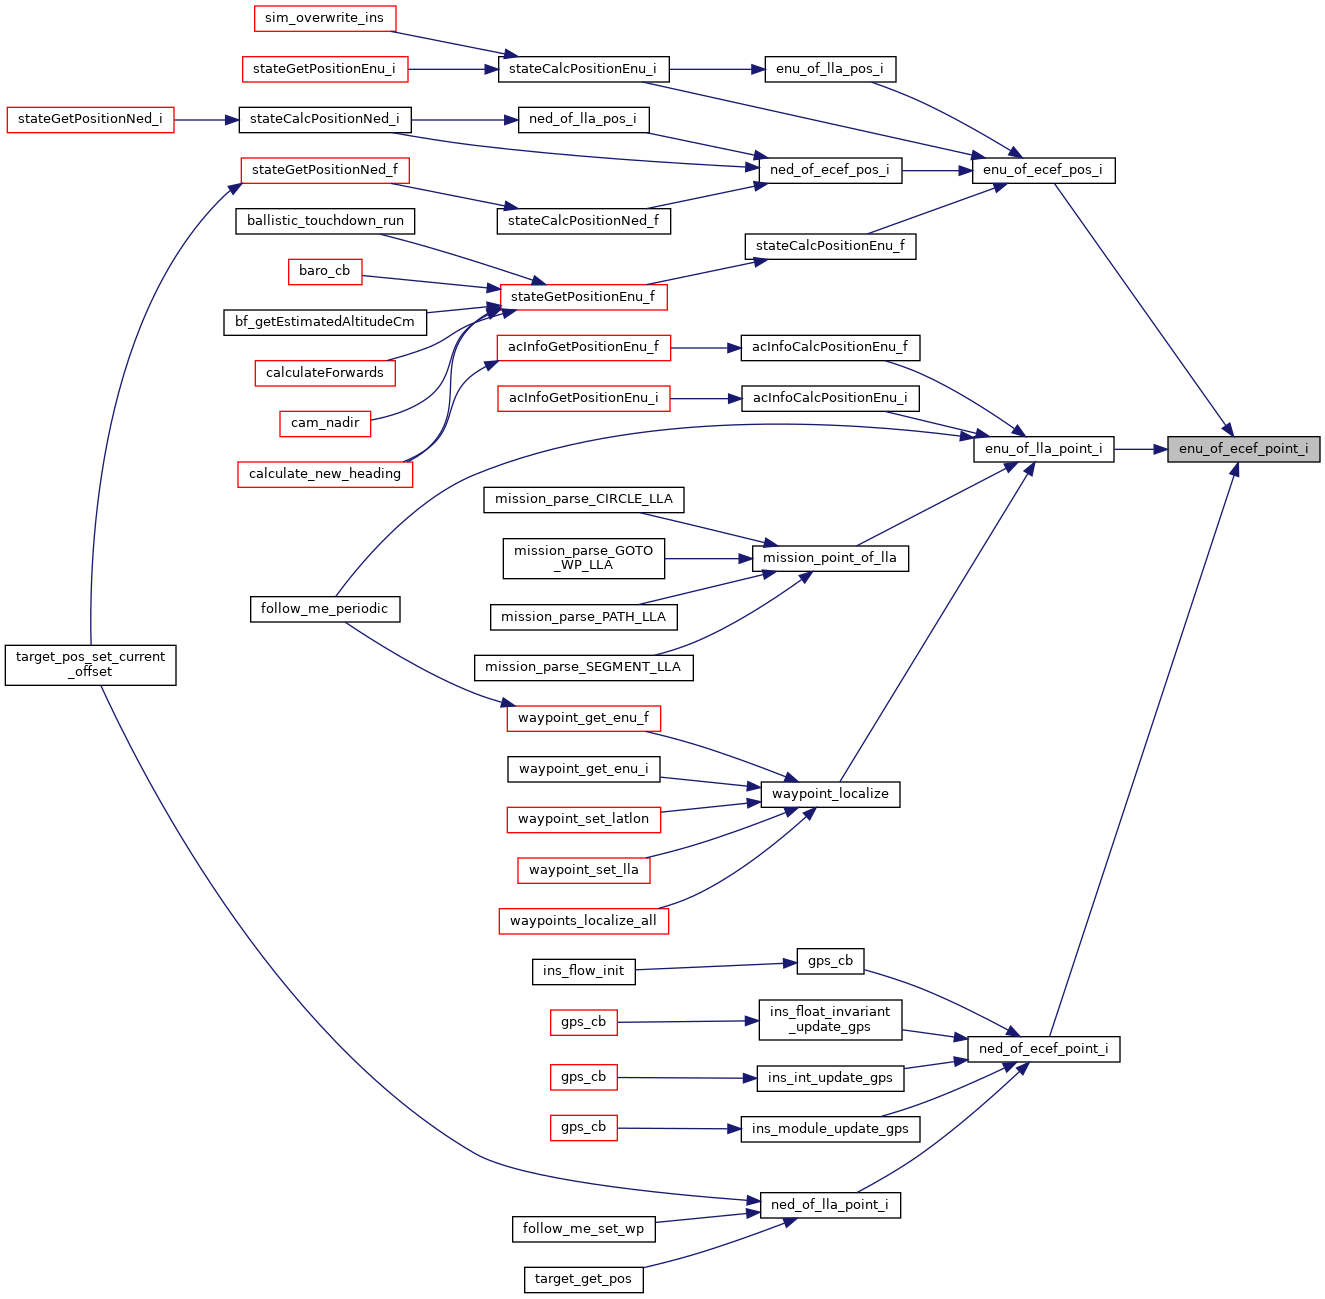 sim_overwrite_ins
stateGetPositionEnu_i
stateCalcPositionEnu_i
enu_of_lla_pos_i
stateGetPositionNed_i
stateCalcPositionNed_i
ned_of_lla_pos_i
stateGetPositionNed_f
ned_of_ecef_pos_i
enu_of_ecef_pos_i
ballistic_touchdown_run
stateCalcPositionNed_f
stateCalcPositionEnu_f
baro_cb
stateGetPositionEnu_f
bf_getEstimatedAltitudeCm
acInfoGetPositionEnu_f
acInfoCalcPositionEnu_f
calculateForwards
acInfoGetPositionEnu_i
acInfoCalcPositionEnu_i
cam_nadir
enu_of_lla_point_i
enu_of_ecef_point_i
calculate_new_heading
mission_parse_CIRCLE_LLA
mission_parse_GOTO
_WP_LLA
mission_point_of_lla
follow_me_periodic
mission_parse_PATH_LLA
target_pos_set_current
_offset
mission_parse_SEGMENT_LLA
waypoint_get_enu_f
waypoint_get_enu_i
waypoint_localize
waypoint_set_latlon
waypoint_set_lla
waypoints_localize_all
ins_flow_init
gps_cb
gps_cb
ins_float_invariant
_update_gps
ned_of_ecef_point_i
gps_cb
ins_int_update_gps
gps_cb
ins_module_update_gps
ned_of_lla_point_i
follow_me_set_wp
target_get_pos